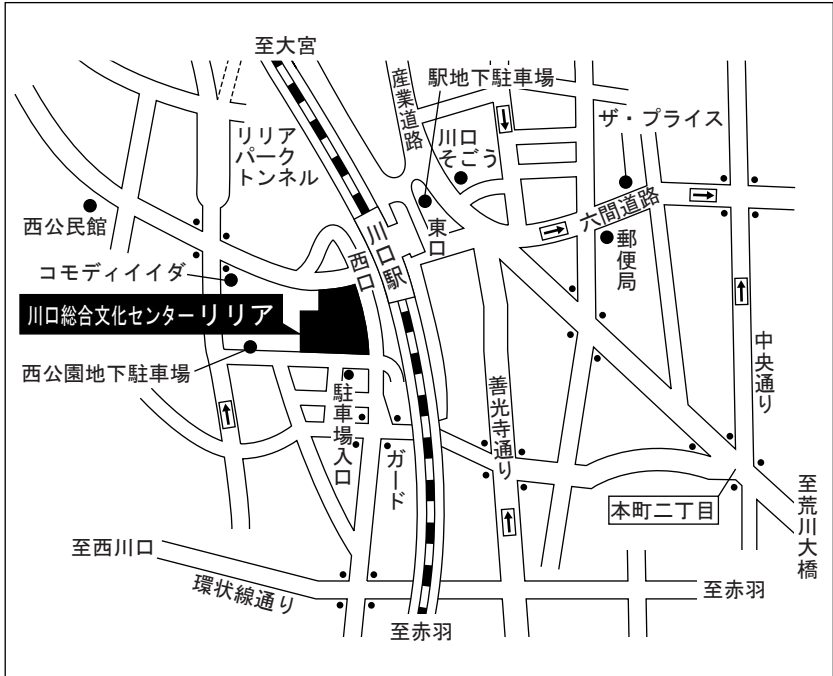 至大宮
産業道路
駅地下駐車場
ザ・プライス
リリア
パーク
トンネル
川口
そごう
西公民館
川口駅
東口
西口
六間道路
郵便局
コモディイイダ
川口総合文化センターリリア
西公園地下駐車場
中央通り
駐車場入口
ガード
善光寺通り
本町二丁目
至荒川大橋
至西川口
環状線通り
至赤羽
至赤羽